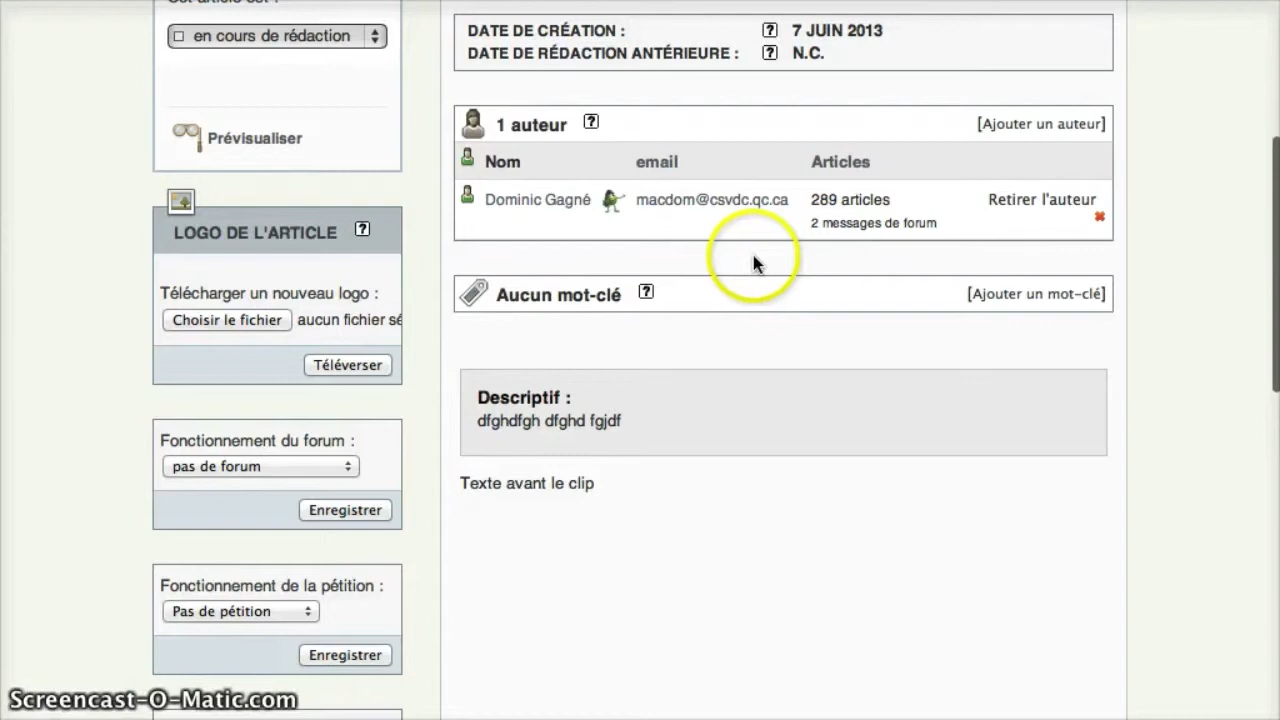 en cours de rédaction
Prévisualiser
LOGO DE L'ARTICLE ?
Télécharger un nouveau logo :
Choisir le fichier aucun fichier sé
Téléverser
Fonctionnement du forum :
pas de forum
Enregistrer
Fonctionnement de la pétition :
Pas de pétition
Enregistrer
DATE DE CRÉATION : ? 7 JUIN 2013
DATE DE RÉDACTION ANTÉRIEURE : ? N.C.
1 auteur ? [Ajouter un auteur]
Nom email Articles
Dominic Gagné macdom@csvdc.qc.ca 289 articles Retirer l'auteur
2 messages de forum
Aucun mot-clé ? [Ajouter un mot-clé]
Descriptif :
dfghdfgh dfghd fgjdf
Texte avant le clip
Screencast-O-Matic.com